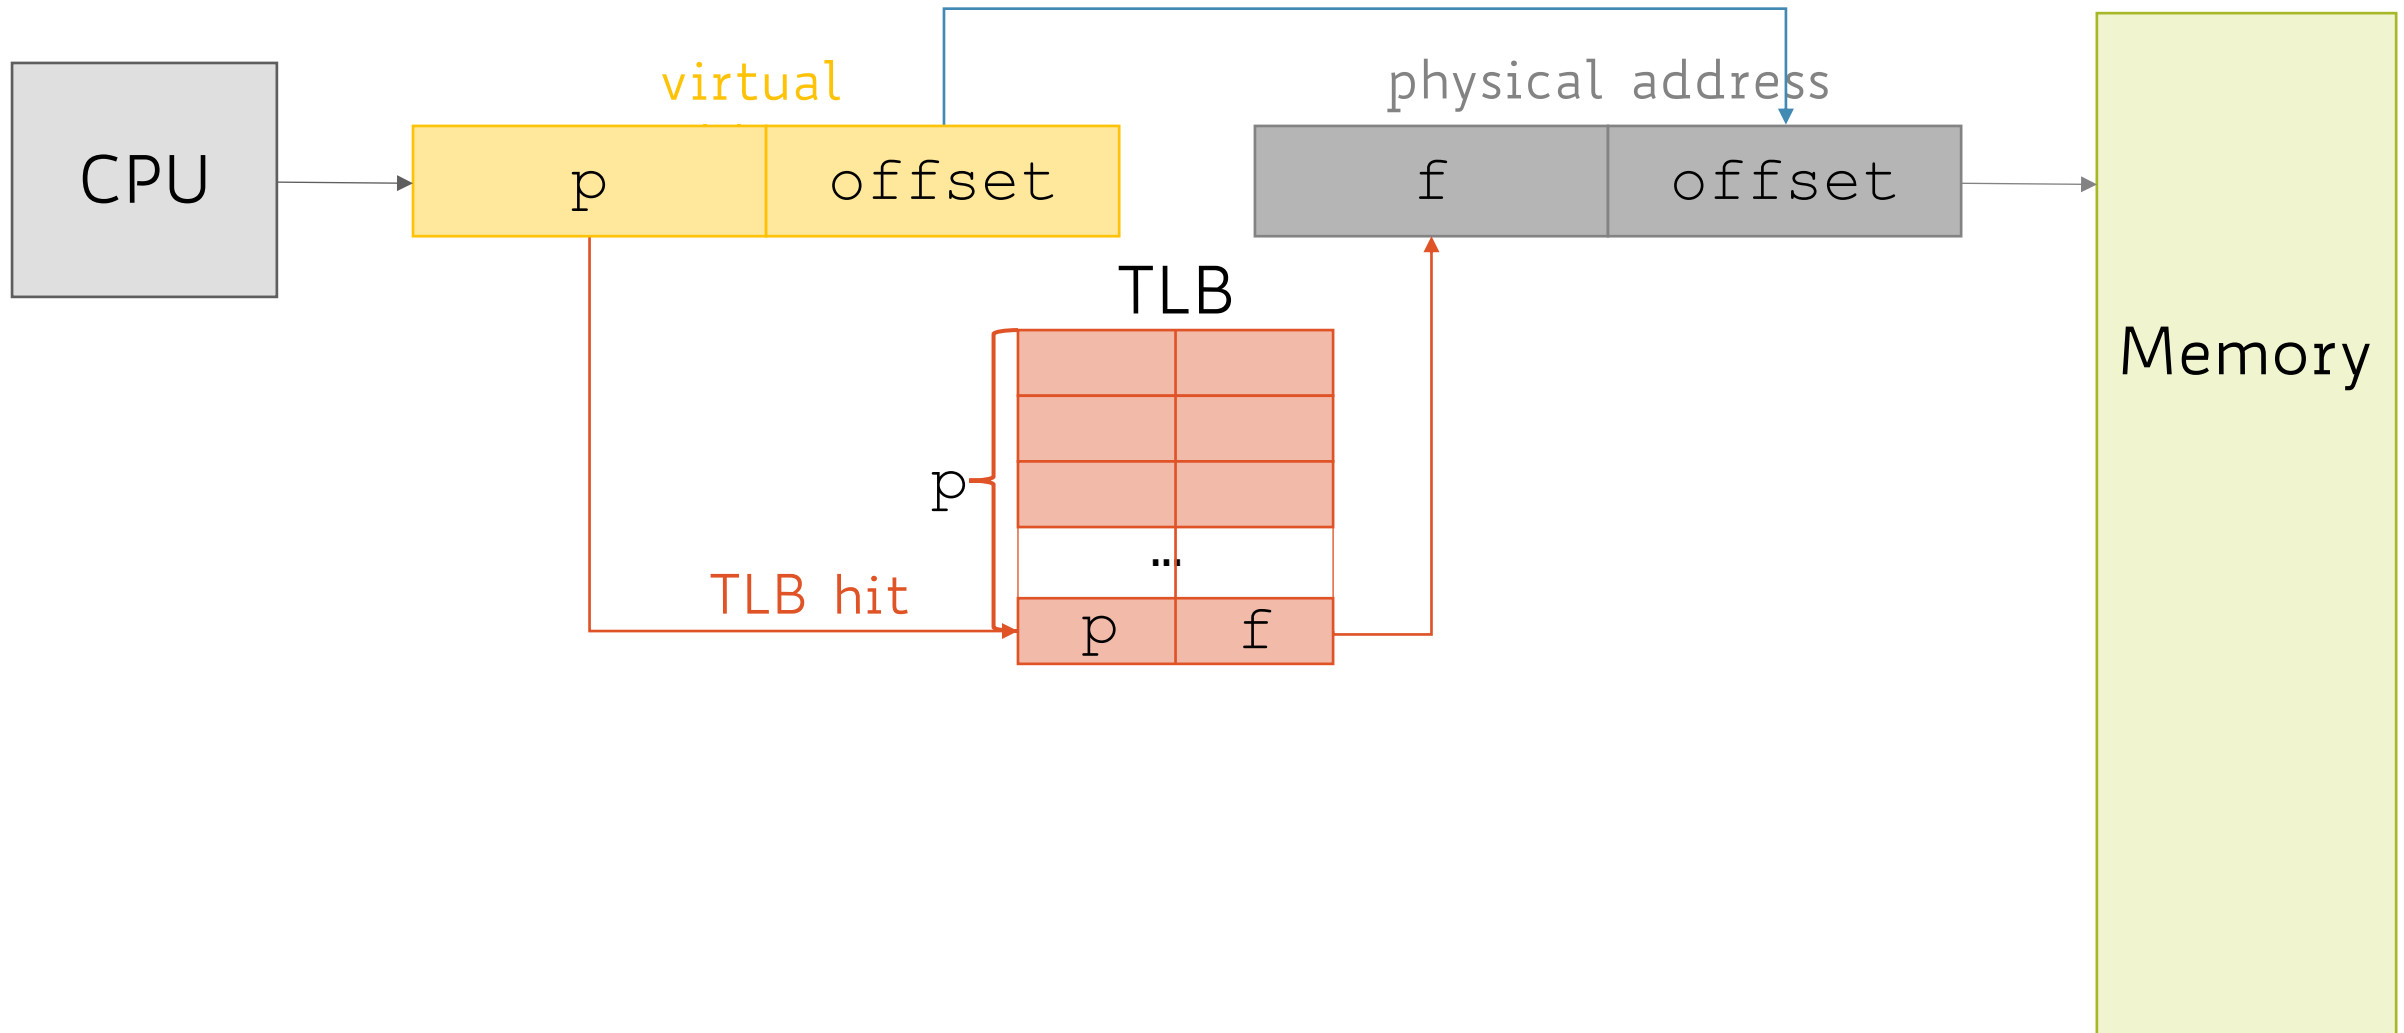 virtual
physical address
CPU
p
offset
f
offset
TLB
Memory
p
...
TLB hit
p
f